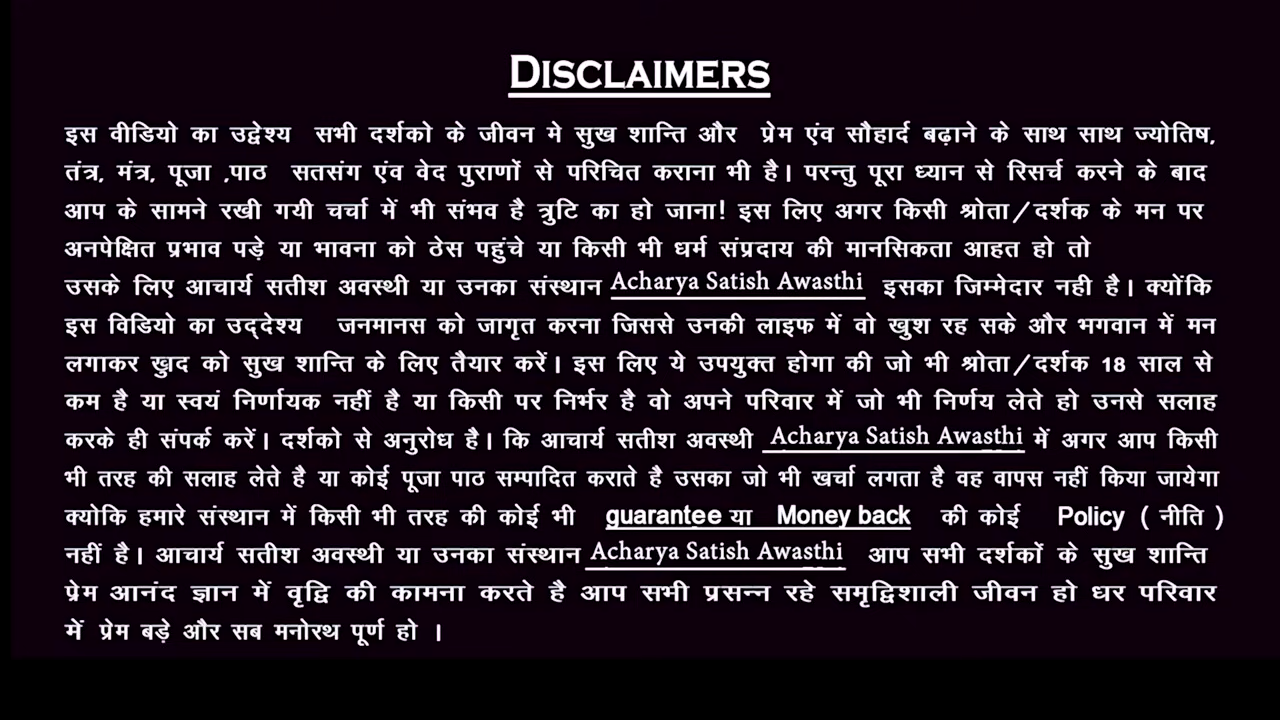 DISCLAIMERS
इस वीडियो का उद्वेश्य सभी दर्शको के जीवन मे सुख शान्ति और प्रेम एंव सौहार्द बढ़ाने के साथ साथ ज्योतिष,
तंत्र, मंत्र, पूजा ,पाठ सतसंग एंव वेद पुराणों से परिचित कराना भी है। परन्तु पूरा ध्यान से रिसर्च करने के बाद
आप के सामने रखी गयी चर्चा में भी संभव है त्रुटि का हो जाना! इस लिए अगर किसी श्रोता/दर्शक के मन पर
अनपेक्षित प्रभाव पड़े या भावना को ठेस पहुंचे या किसी भी धर्म संप्रदाय की मानसिकता आहत हो तो
उसके लिए आचार्य सतीश अवस्थी या उनका संस्थान Acharya Satish Awasthi इसका जिम्मेदार नही है। क्योंकि
इस विडियो का उद्देश्य जनमानस को जागृत करना जिससे उनकी लाइफ में वो खुश रह सके और भगवान में मन
लगाकर खुद को सुख शान्ति के लिए तैयार करें। इस लिए ये उपयुक्त होगा की जो भी श्रोता/दर्शक 18 साल से
कम है या स्वयं निर्णायक नहीं है या किसी पर निर्भर है वो अपने परिवार में जो भी निर्णय लेते हो उनसे सलाह
करके ही संपर्क करें। दर्शको से अनुरोध है। कि आचार्य सतीश अवस्थी Acharya Satish Awasthi में अगर आप किसी
भी तरह की सलाह लेते है या कोई पूजा पाठ सम्पादित कराते है उसका जो भी खर्चा लगता है वह वापस नहीं किया जायेगा
क्योकि हमारे संस्थान में किसी भी तरह की कोई भी guarantee या Money back की कोई Policy ( नीति )
नहीं है। आचार्य सतीश अवस्थी या उनका संस्थान Acharya Satish Awasthi आप सभी दर्शकों के सुख शान्ति
प्रेम आनंद ज्ञान में वृद्वि की कामना करते है आप सभी प्रसन्न रहे समृद्विशाली जीवन हो धर परिवार
में प्रेम बड़े और सब मनोरथ पूर्ण हो ।